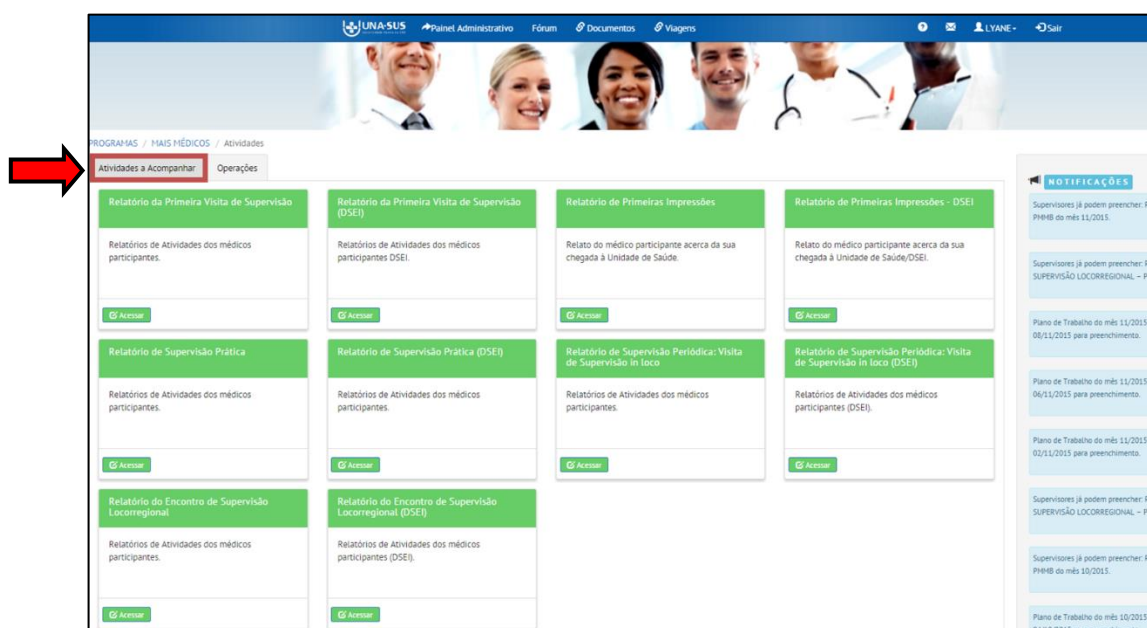 UNA-SUS Painel Administrativo Fórum Documentos Viagens LYANE Sair
PROGRAMAS / MAIS MÉDICOS / Atividades
Atividades a Acompanhar Operações
Relatório da Primeira Visita de Supervisão
Relatórios de Atividades dos médicos
participantes.
Acessar
Relatório da Primeira Visita de Supervisão
(DSEI)
Relatórios de Atividades dos médicos
participantes DSEI.
Acessar
Relatório de Primeiras Impressões
Relato do médico participante acerca da sua
chegada à Unidade de Saúde.
Acessar
Relatório de Primeiras Impressões - DSEI
Relato do médico participante acerca da sua
chegada à Unidade de Saúde/DSEI.
Acessar
Relatório de Supervisão Prática
Relatórios de Atividades dos médicos
participantes.
Acessar
Relatório de Supervisão Prática (DSEI)
Relatórios de Atividades dos médicos
participantes.
Acessar
Relatório de Supervisão Periódica: Visita
de Supervisão in loco
Relatórios de Atividades dos médicos
participantes.
Acessar
Relatório de Supervisão Periódica: Visita
de Supervisão in loco (DSEI)
Relatórios de Atividades dos médicos
participantes (DSEI).
Acessar
Relatório do Encontro de Supervisão
Locorregional
Relatórios de Atividades dos médicos
participantes.
Acessar
Relatório do Encontro de Supervisão
Locorregional (DSEI)
Relatórios de Atividades dos médicos
participantes (DSEI).
Acessar
NOTIFICAÇÕES
Supervisores já podem preencher:
PMMB do mês 11/2015.
Supervisores já podem preencher:
SUPERVISÃO LOCORREGIONAL –
Plano de Trabalho do mês 11/2015
08/11/2015 para preenchimento.
Plano de Trabalho do mês 11/2015
06/11/2015 para preenchimento.
Plano de Trabalho do mês 11/2015
02/11/2015 para preenchimento.
Supervisores já podem preencher:
SUPERVISÃO LOCORREGIONAL –
Supervisores já podem preencher:
PMMB do mês 10/2015.
Plano de Trabalho do mês 10/2015